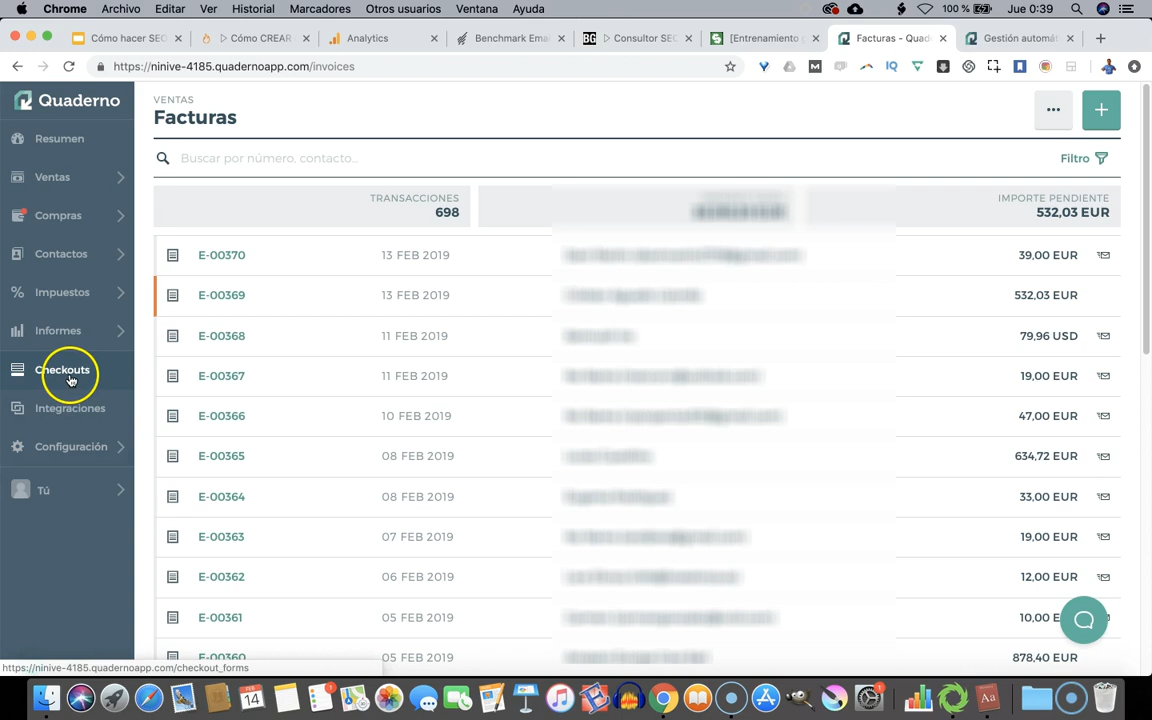 Chrome Archivo Editar Ver Historial Marcadores Otros usuarios Ventana Ayuda 100 % Jue 0:39
Cómo hacer SEO Cómo CREAR Analytics Benchmark Ema Consultor SEO [Entrenamiento g Facturas - Quade Gestión automát
https://ninive-4185.quadernoapp.com/invoices
Quaderno
Resumen
Ventas
Compras
Contactos
Impuestos
Informes
Checkouts
Integraciones
Configuración
Tú
VENTAS
Facturas
Buscar por número, contacto...
Filtro
TRANSACCIONES
698
IMPORTE PENDIENTE
532,03 EUR
E-00370 13 FEB 2019 39,00 EUR
E-00369 13 FEB 2019 532,03 EUR
E-00368 11 FEB 2019 79,96 USD
E-00367 11 FEB 2019 19,00 EUR
E-00366 10 FEB 2019 47,00 EUR
E-00365 08 FEB 2019 634,72 EUR
E-00364 08 FEB 2019 33,00 EUR
E-00363 07 FEB 2019 19,00 EUR
E-00362 06 FEB 2019 12,00 EUR
E-00361 05 FEB 2019 10,00 E
E-00360 05 FEB 2019 878,40 EUR
https://ninive-4185.quadernoapp.com/checkout_forms